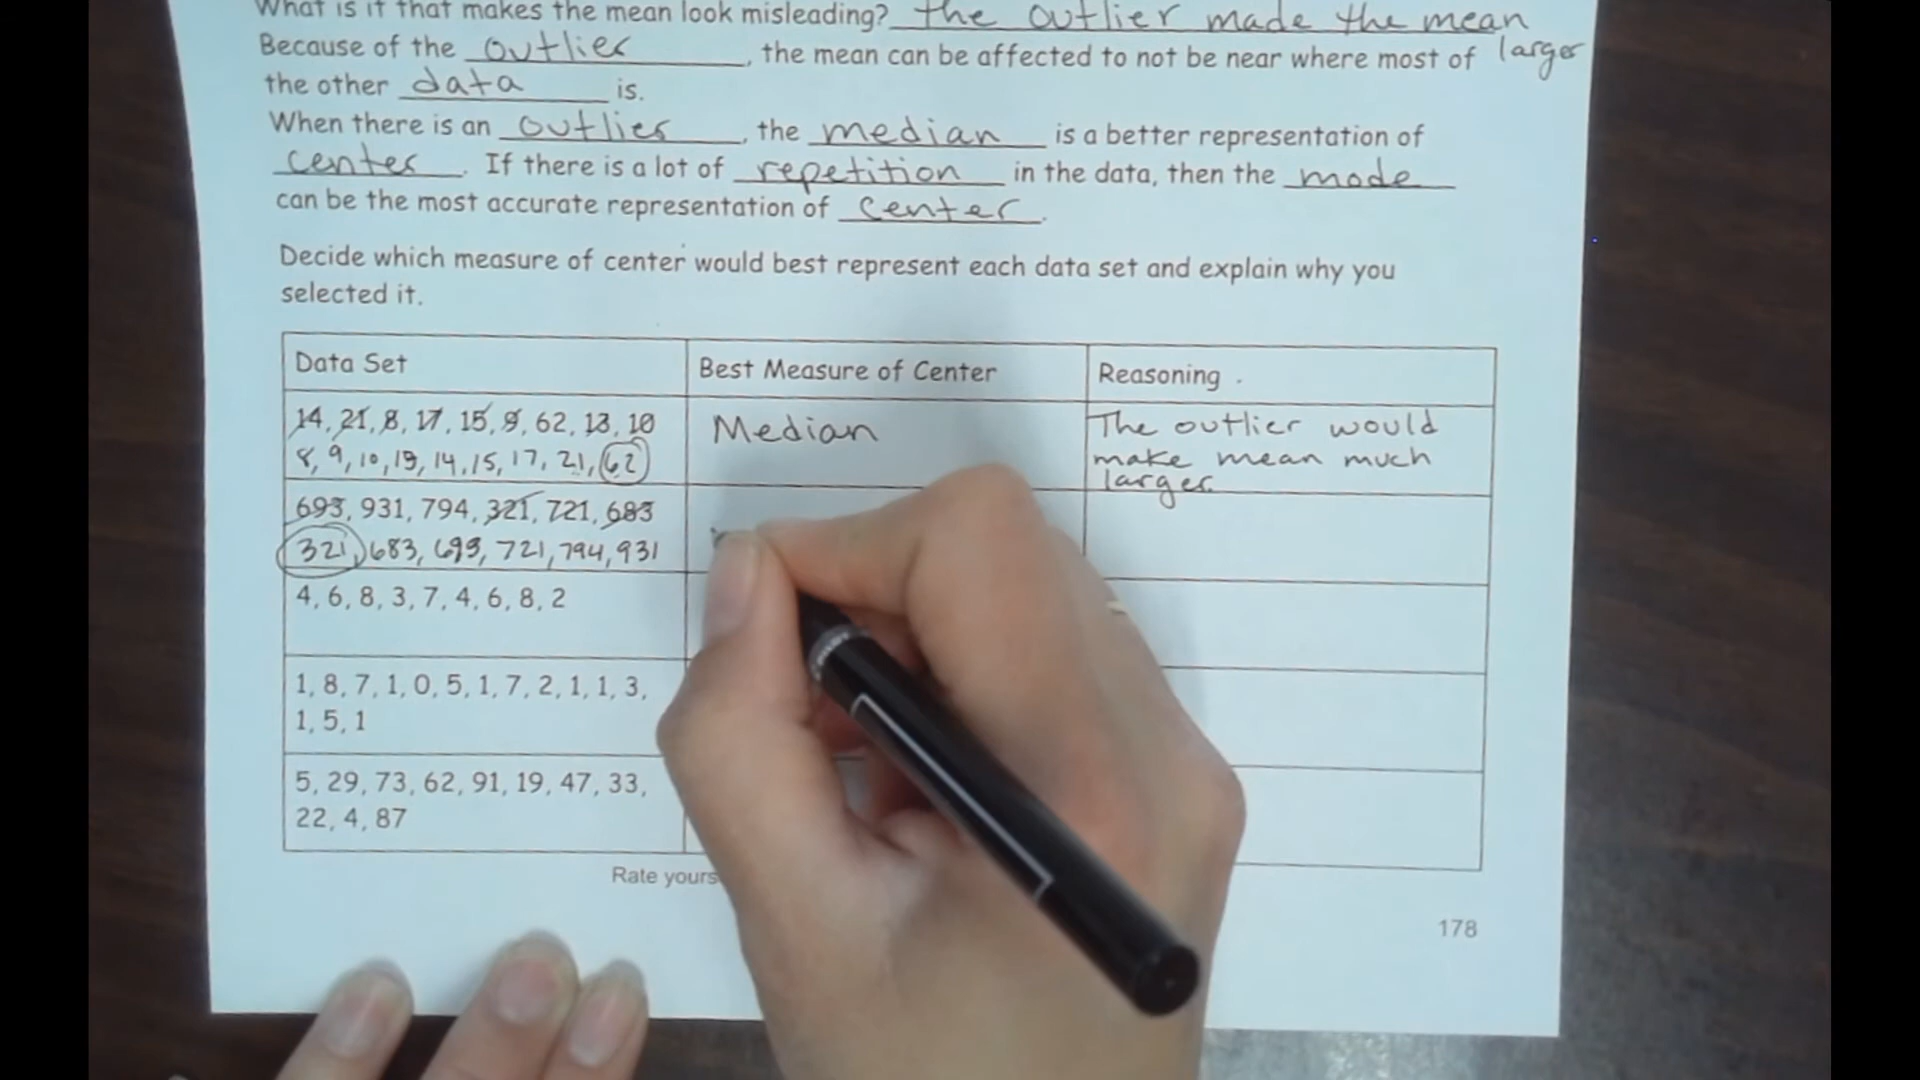 What is it that makes the mean look misleading? the outlier made the mean
larger
Because of the outlier, the mean can be affected to not be near where most of
the other data is.
When there is an outlier, the median is a better representation of
center. If there is a lot of repetition in the data, then the mode
can be the most accurate representation of center.
Decide which measure of center would best represent each data set and explain why you
selected it.
Data Set Best Measure of Center Reasoning
14, 21, 8, 17, 15, 9, 62, 13, 10 Median The outlier would
8, 9, 10, 13, 14, 15, 17, 21, 62 make mean much
larger.
693, 931, 794, 321, 721, 683
321, 683, 693, 721, 794, 931
4, 6, 8, 3, 7, 4, 6, 8, 2
1, 8, 7, 1, 0, 5, 1, 7, 2, 1, 1, 3,
1, 5, 1
5, 29, 73, 62, 91, 19, 47, 33,
22, 4, 87
Rate yours
178